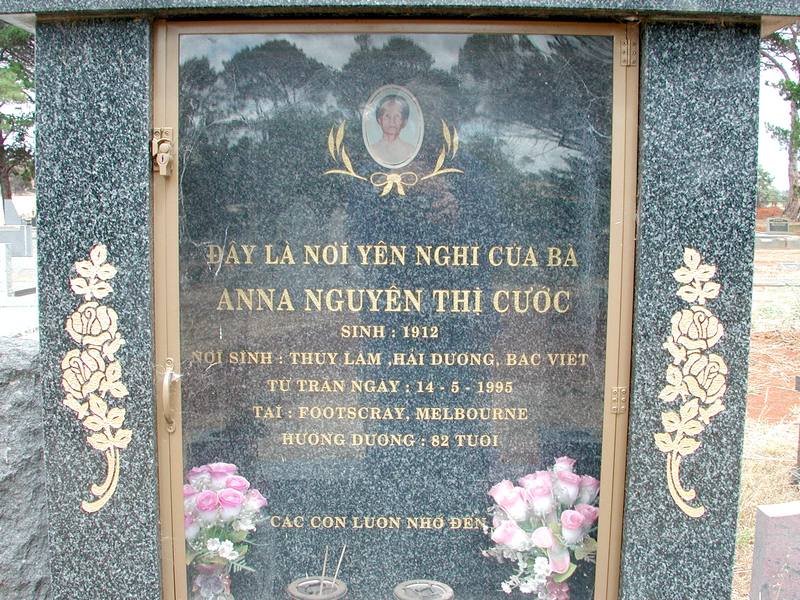 ĐÂY LÀ NƠI YÊN NGHỈ CỦA BÀ
ANNA NGUYỄN THỊ CƯỚC
SINH : 1912
NƠI SINH : THÚY LÂM ,HẢI DƯƠNG, BẮC VIỆT
TỪ TRẦN NGÀY : 14 - 5 - 1995
TẠI : FOOTSCRAY, MELBOURNE
HƯỞNG DƯƠNG : 82 TUỔI
CÁC CON LUÔN NHỚ ĐẾN